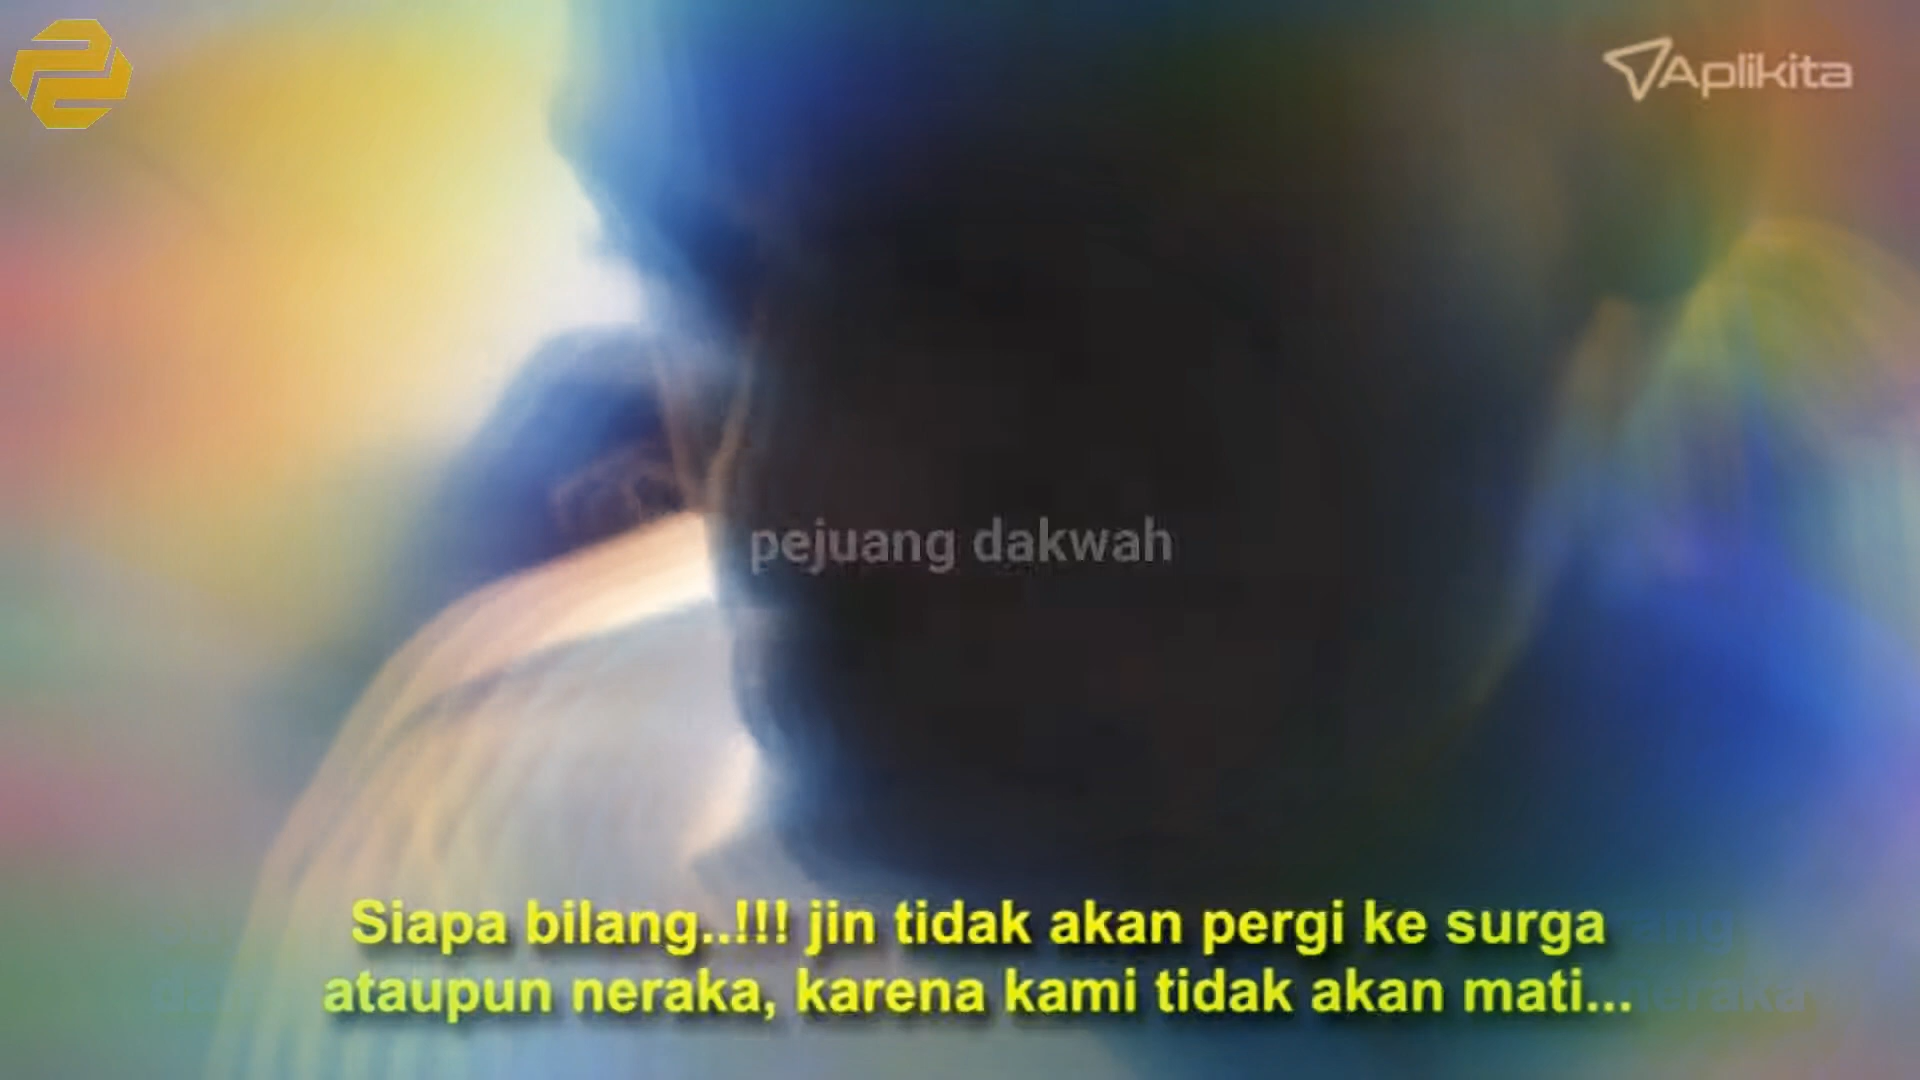 Aplikita
pejuang dakwah
Siapa bilang..!!! jin tidak akan pergi ke surga
ataupun neraka, karena kami tidak akan mati...